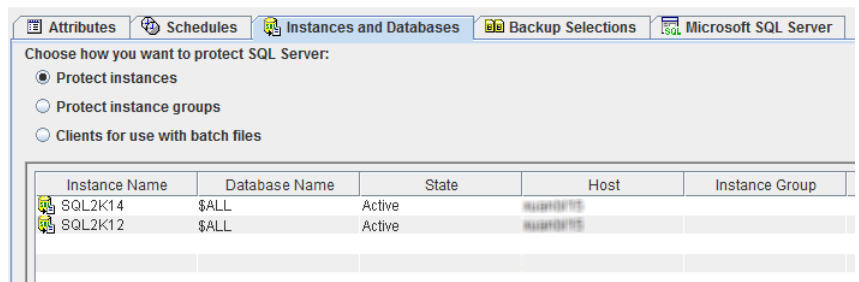 Attributes Schedules Instances and Databases Backup Selections SQL Microsoft SQL Server
Choose how you want to protect SQL Server:
Protect instances
Protect instance groups
Clients for use with batch files
Instance Name Database Name State Host Instance Group
SQL2K14 $ALL Active
SQL2K12 $ALL Active